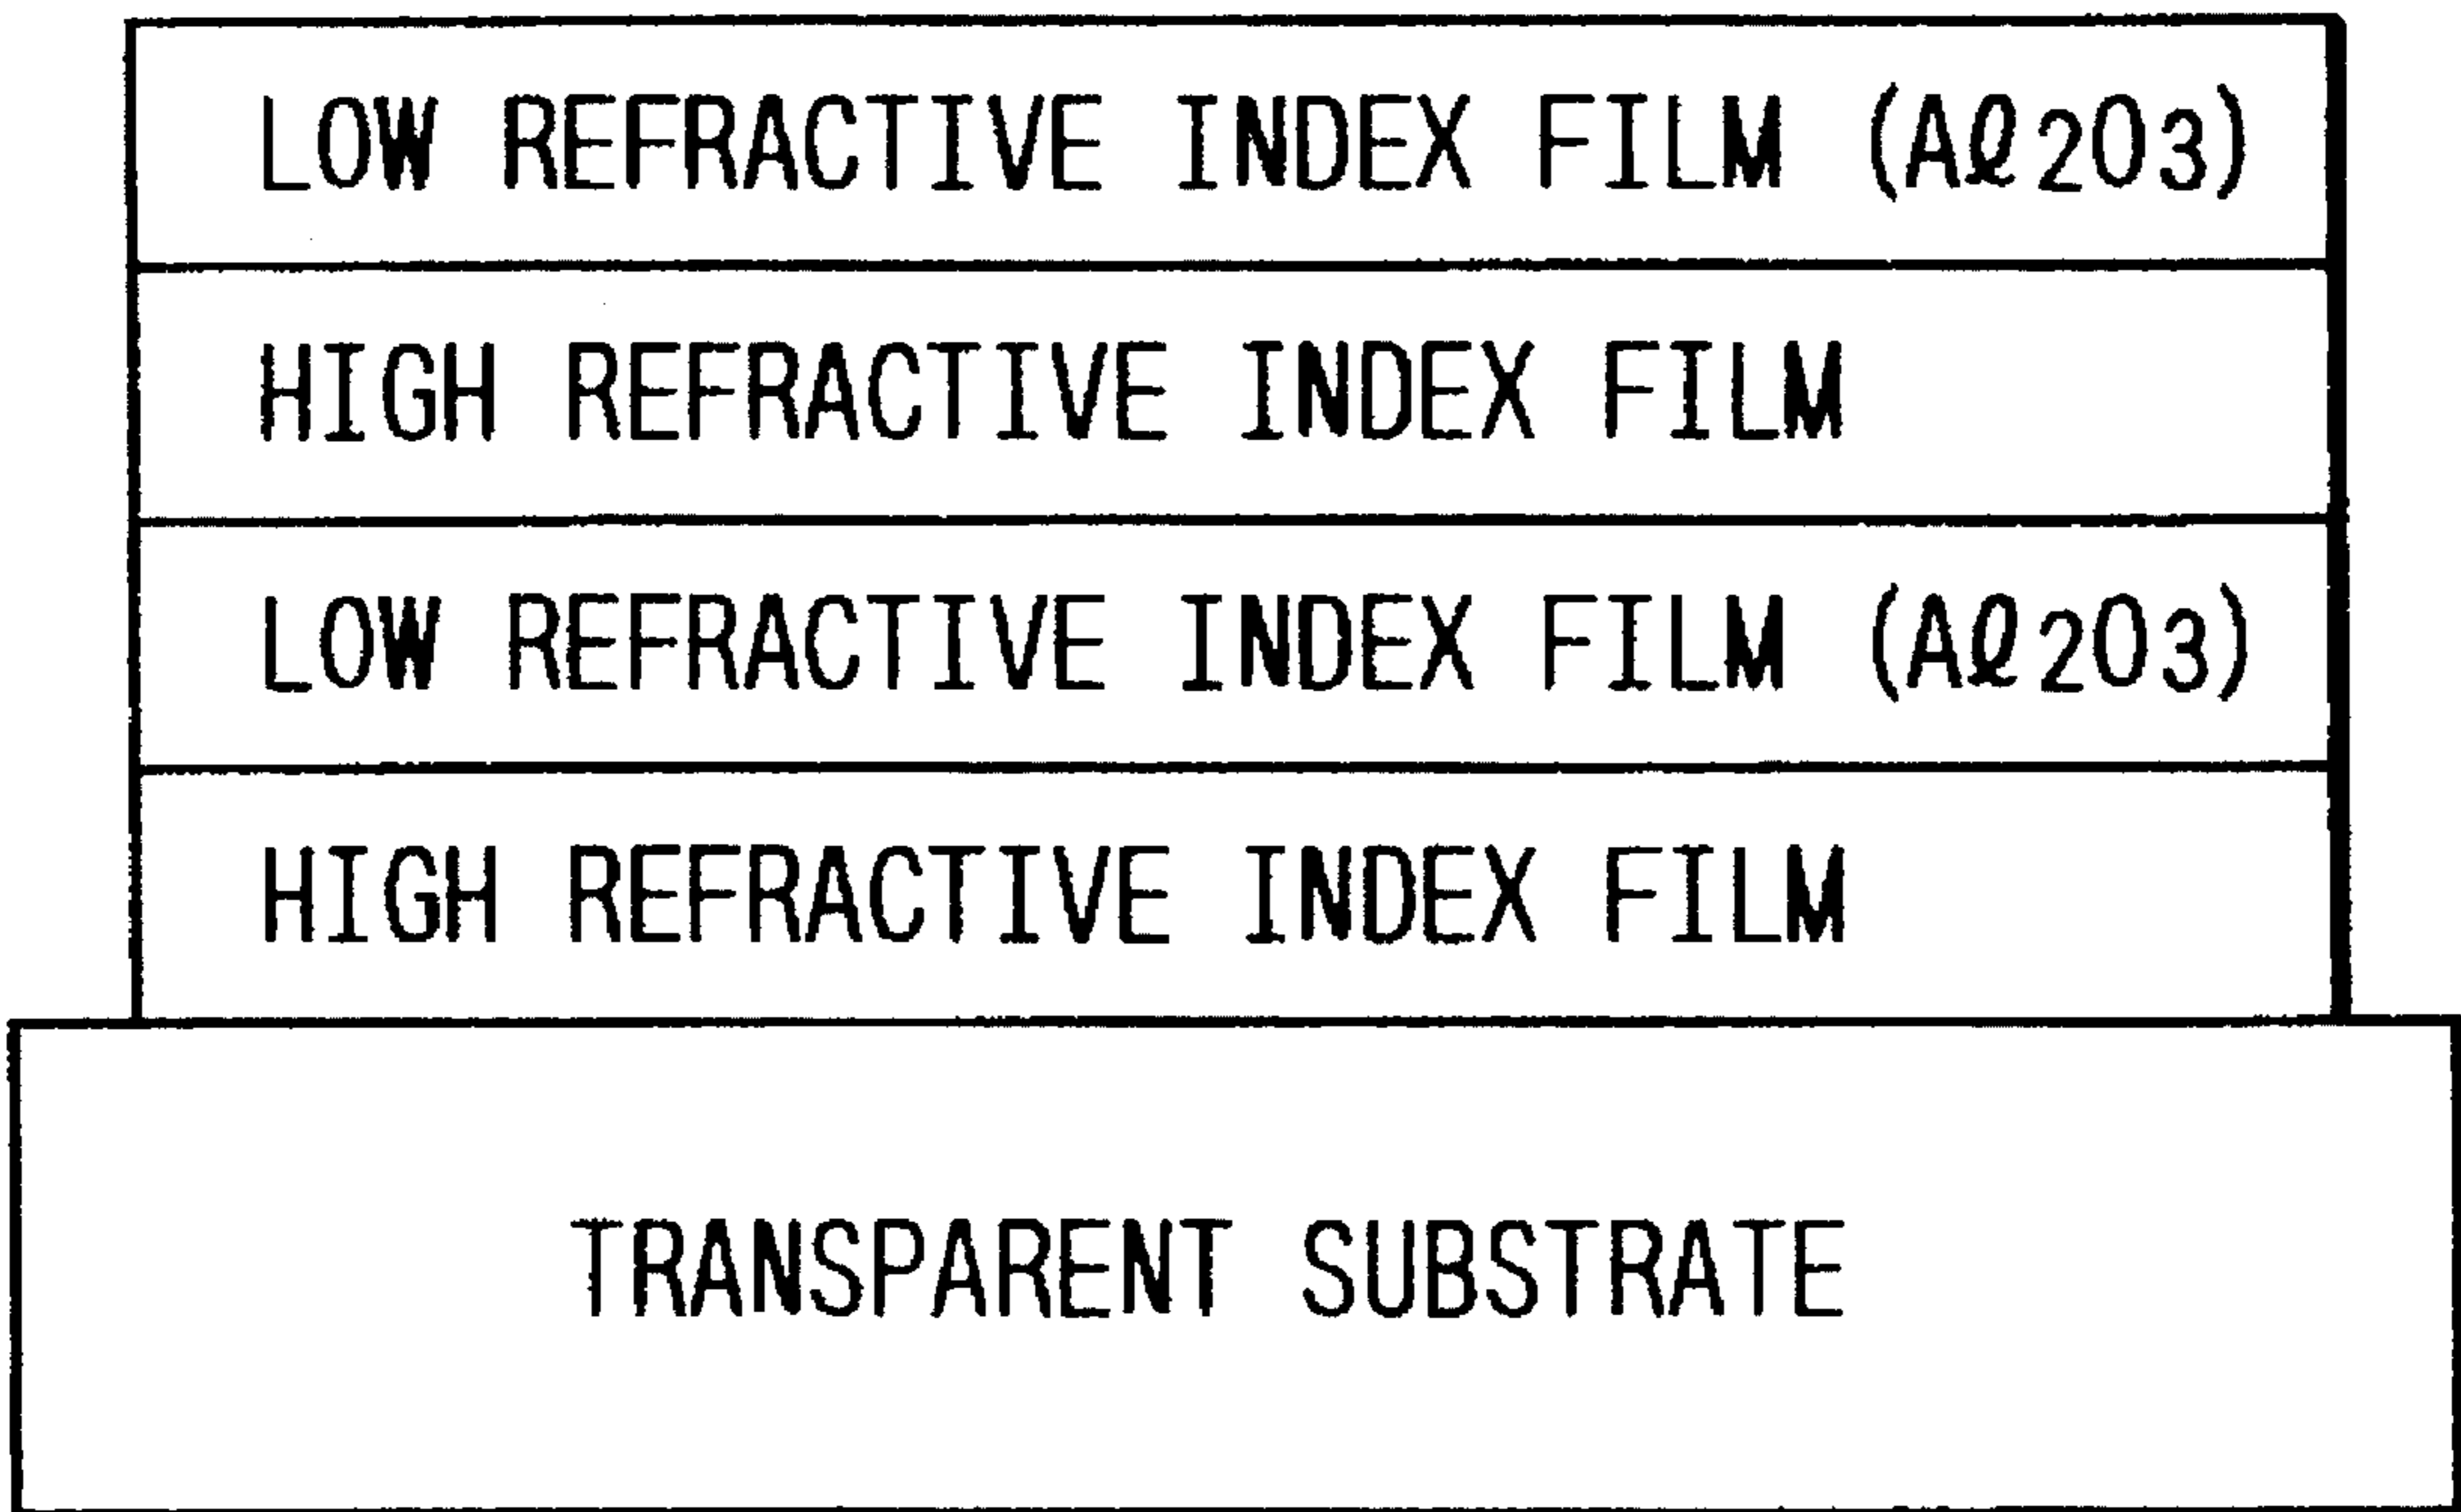 LOW REFRACTIVE INDEX FILM (Aℓ2O3)
HIGH REFRACTIVE INDEX FILM
LOW REFRACTIVE INDEX FILM (Aℓ2O3)
HIGH REFRACTIVE INDEX FILM
TRANSPARENT SUBSTRATE